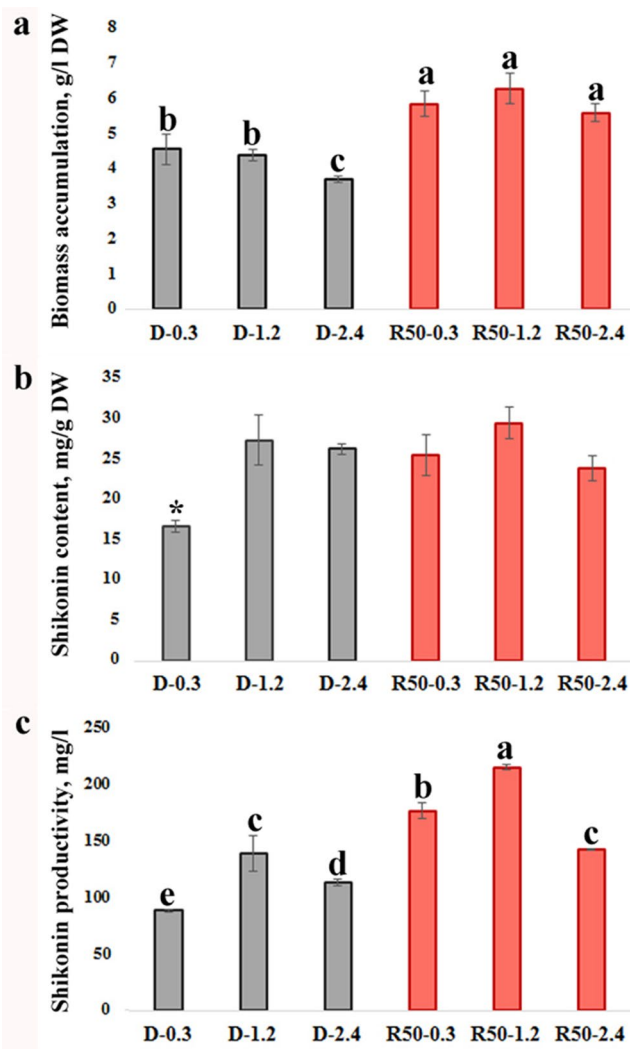 a
Biomass accumulation, g/l DW
8
7
6
5
4
3
2
1
0
b
b
c
a
a
a
D-0.3 D-1.2 D-2.4 R50-0.3 R50-1.2 R50-2.4
b
Shikonin content, mg/g DW
35
30
25
20
15
10
5
0
*
D-0.3 D-1.2 D-2.4 R50-0.3 R50-1.2 R50-2.4
c
Shikonin productivity, mg/l
250
200
150
100
50
0
e
c
d
b
a
c
D-0.3 D-1.2 D-2.4 R50-0.3 R50-1.2 R50-2.4